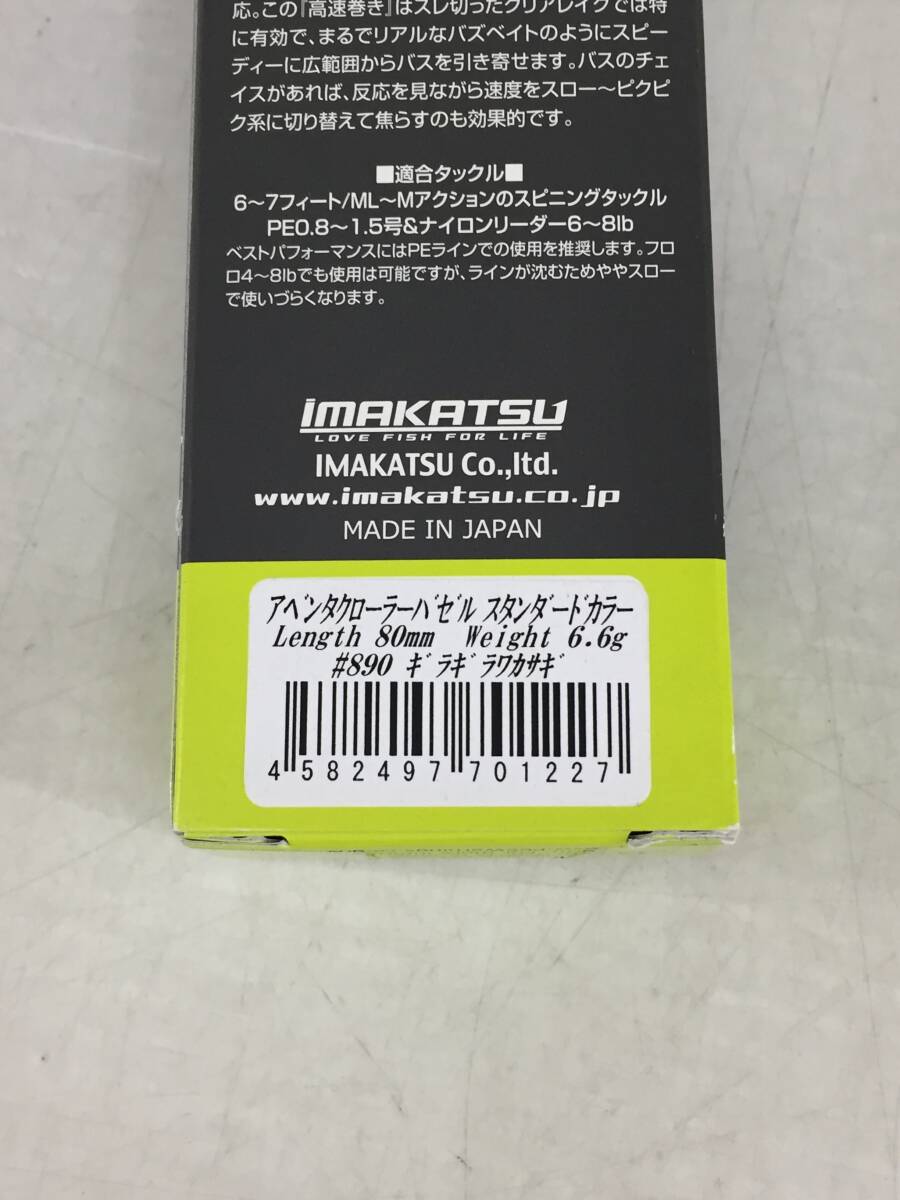 応。この『高速巻き』はスレ切ったクリアレイクでは特
に有効で、まるでリアルなバズベイトのようにスピー
ディーに広範囲からバスを引き寄せます。バスのチェ
イスがあれば、反応を見ながら速度をスロー〜ピクピ
ク系に切り替えて焦らすのも効果的です。
■適合タックル■
6〜7フィート/ML〜Mアクションのスピニングタックル
PE0.8〜1.5号&ナイロンリーダー6〜8lb
ベストパフォーマンスにはPEラインでの使用を推奨します。フロ
ロ4〜8lbでも使用は可能ですが、ラインが沈むためややスロー
で使いづらくなります。
imakatsu
LOVE FISH FOR LIFE
IMAKATSU Co.,ltd.
www.imakatsu.co.jp
MADE IN JAPAN
ｱﾍﾞﾝﾀｸﾛｰﾗｰﾊﾞｾﾞﾙ ｽﾀﾝﾀﾞｰﾄﾞｶﾗｰ
Length 80mm Weight 6.6g
#890 ｷﾞﾗｷﾞﾗﾜｶｻｷﾞ
4 582497 701227